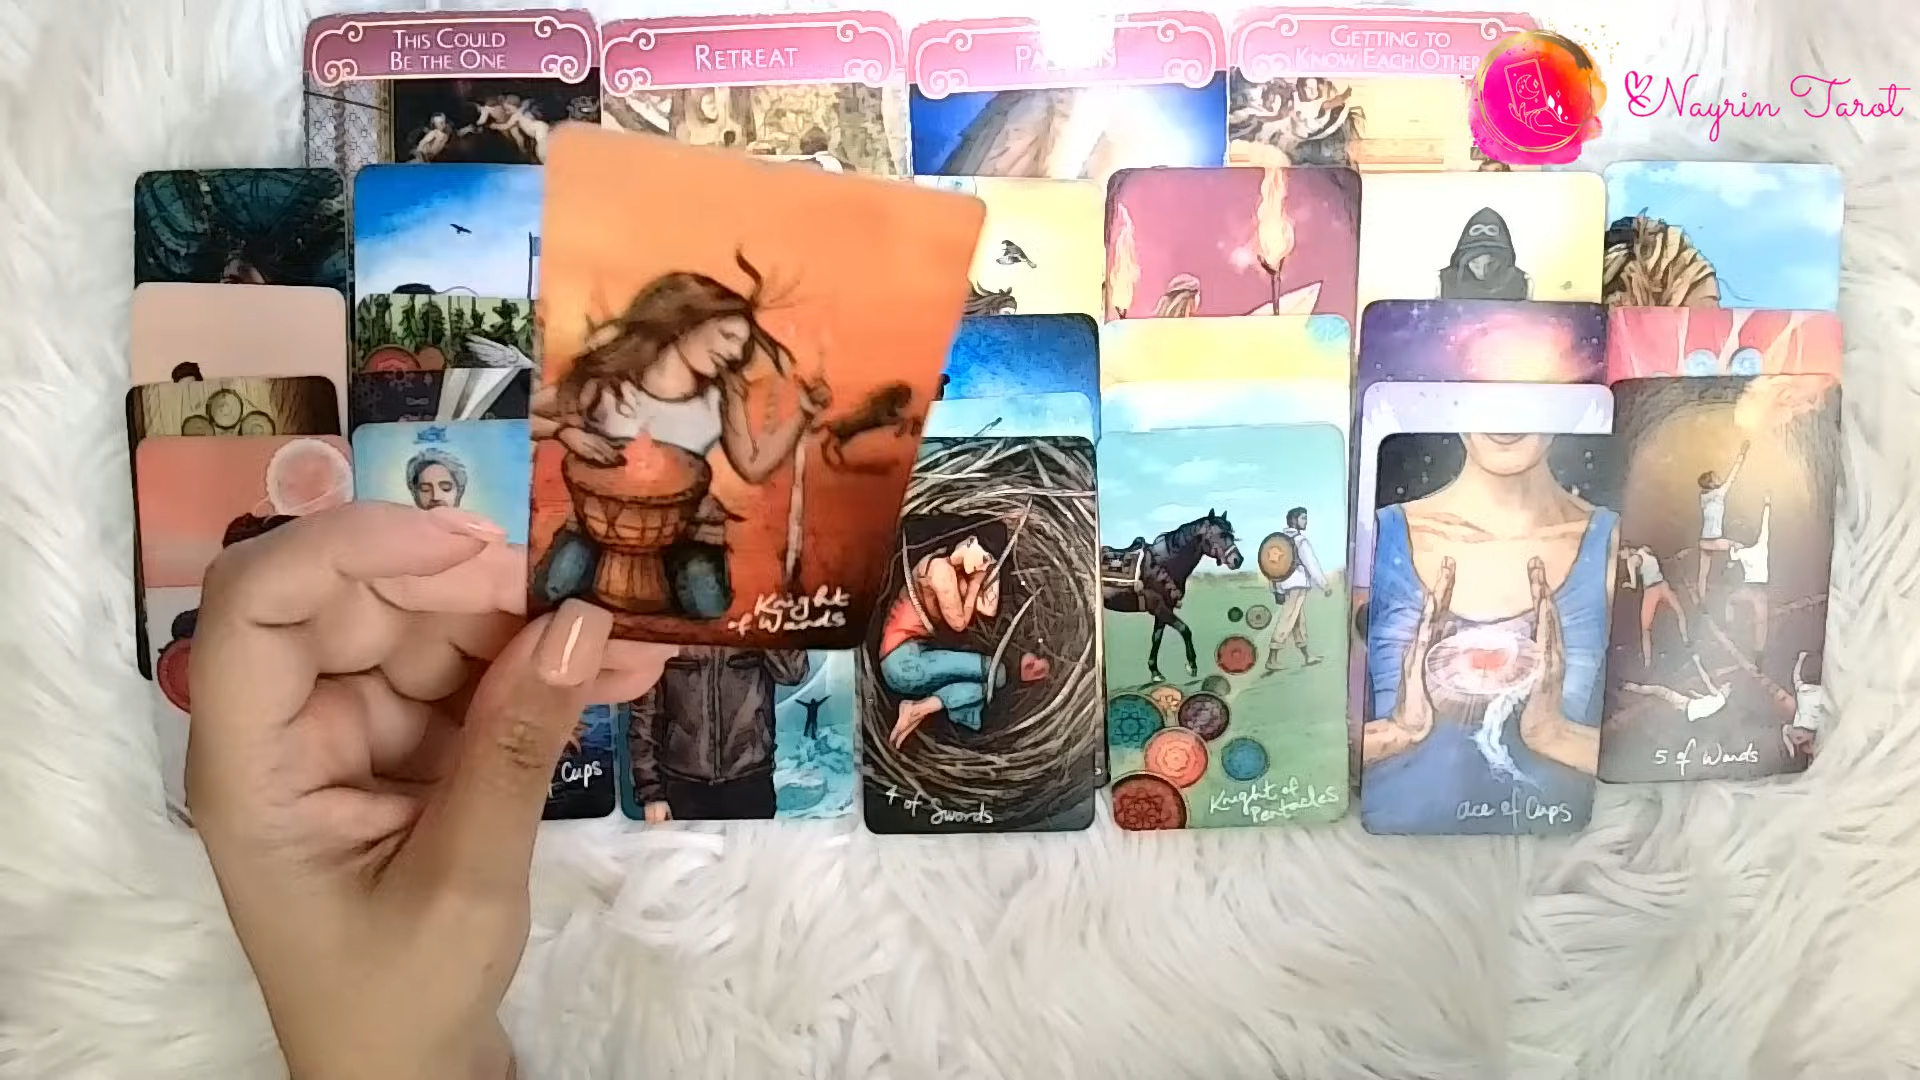 THIS COULD
BE THE ONE
RETREAT
GETTING TO
KNOW EACH OTHER
Nayrin Tarot
Knight
of Wands
Cups
4 of Swords
Knight of
Pentacles
ace of Cups
5 of Wands